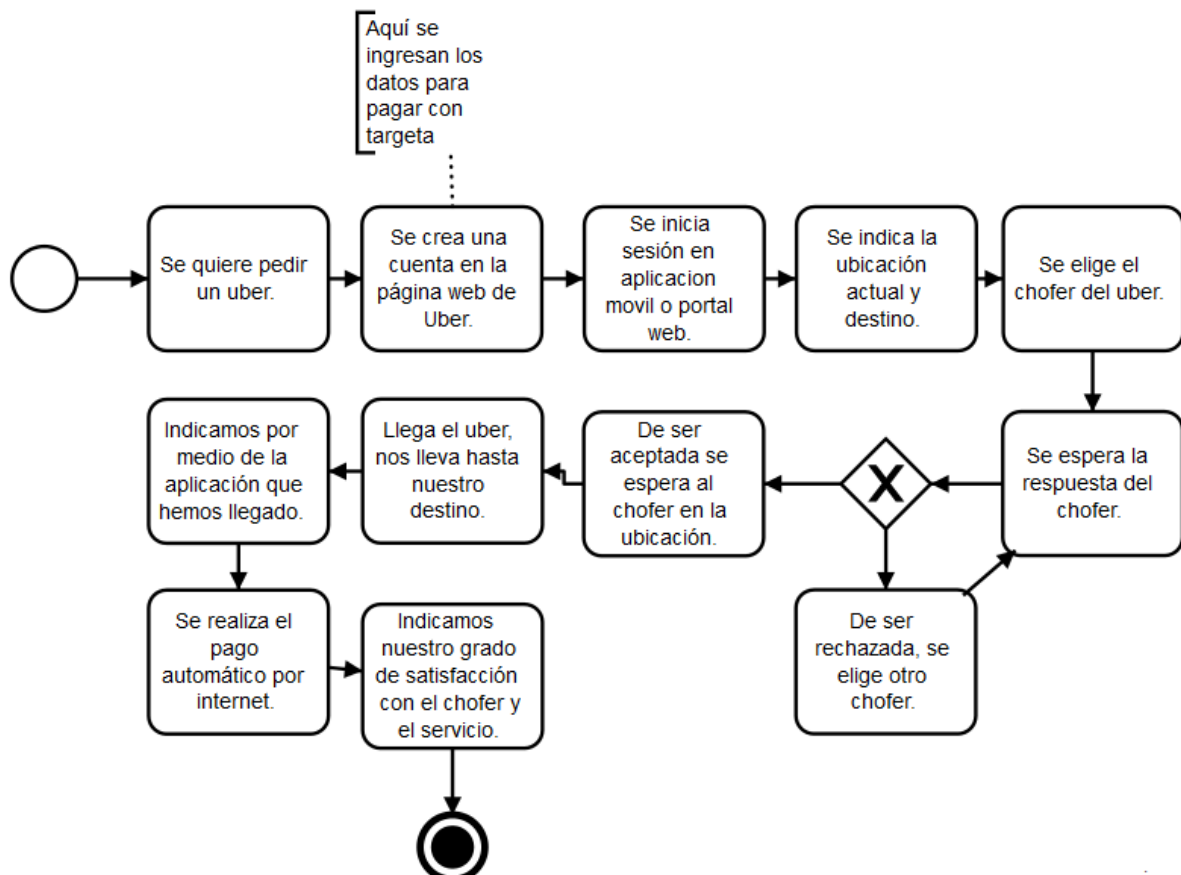 Aquí se
ingresan los
datos para
pagar con
targeta
Se quiere pedir
un uber.
Se crea una
cuenta en la
página web de
Uber.
Se inicia
sesión en
aplicacion
movil o portal
web.
Se indica la
ubicación
actual y
destino.
Se elige el
chofer del uber.
Se espera la
respuesta del
chofer.
X
De ser
rechazada, se
elige otro
chofer.
De ser
aceptada se
espera al
chofer en la
ubicación.
Llega el uber,
nos lleva hasta
nuestro
destino.
Indicamos por
medio de la
aplicación que
hemos llegado.
Se realiza el
pago
automático por
internet.
Indicamos
nuestro grado
de satisfacción
con el chofer y
el servicio.